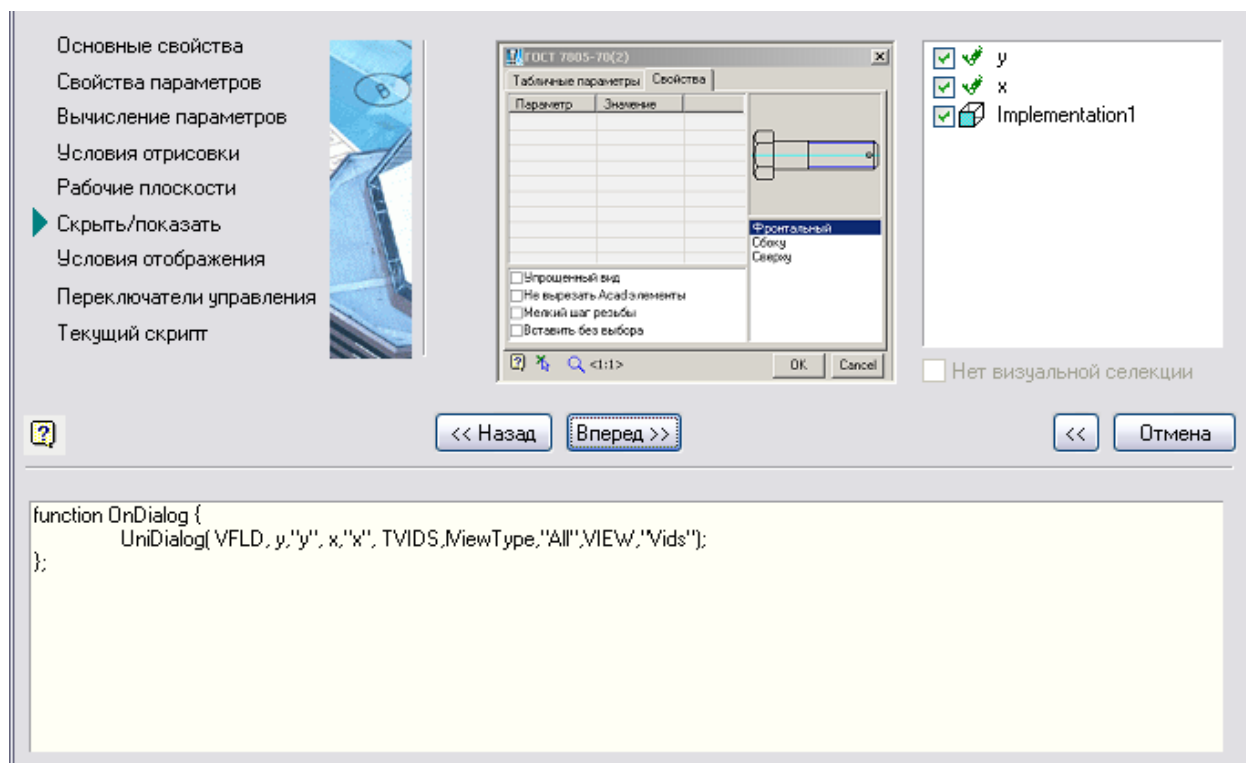 Основные свойства
Свойства параметров
Вычисление параметров
Условия отрисовки
Рабочие плоскости
Скрыть/показать
Условия отображения
Переключатели управления
Текущий скрипт
B
ГОСТ 7805-70(2)
Табличные параметры Свойства
Параметр Значение
Фронтальный
Сбоку
Сверху
Упрошенный вид
Не вырезать Acad элементы
Мелкий шаг резьбы
Вставить без выбора
<1:1>
OK Cancel
y
x
Implementation1
Нет визуальной селекции
<< Назад Вперед >> << Отмена
function OnDialog {
UniDialog( VFLD, y,"y", x,"x", TVIDS,MiewType,"All",VIEW,"Vids");
};